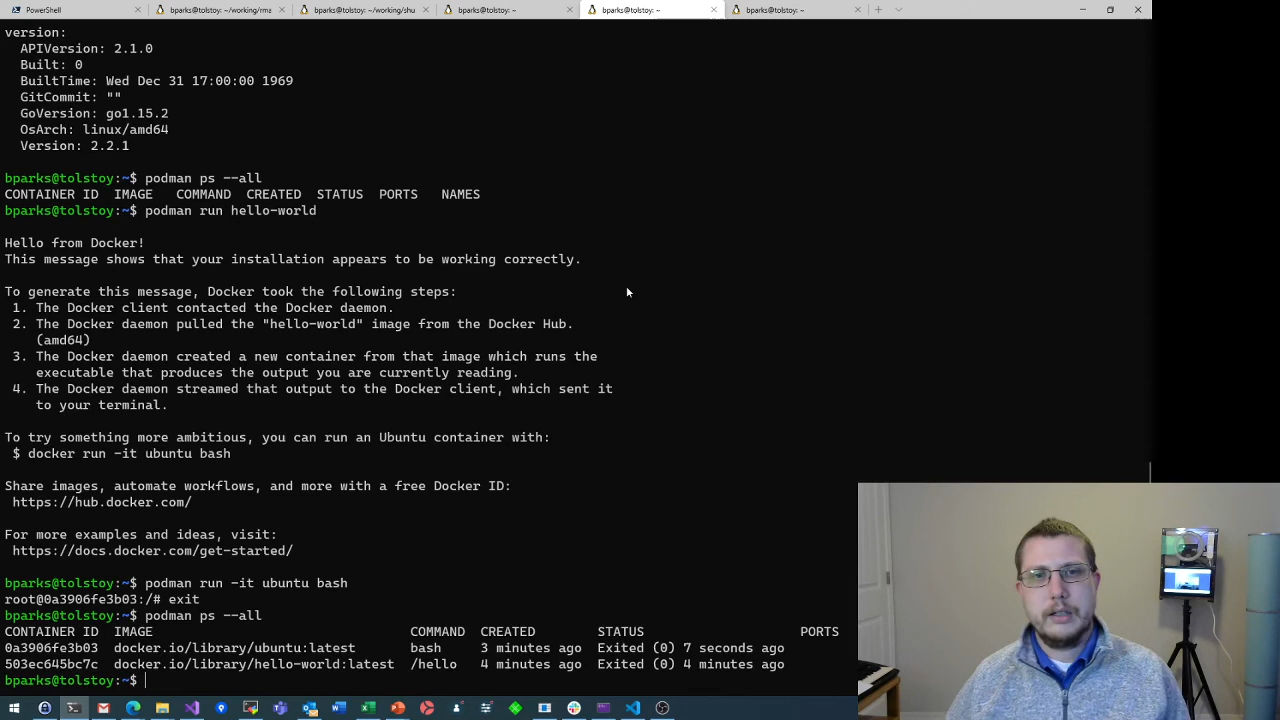 PowerShell
bparks@tolstoy: ~/working/rma
bparks@tolstoy: ~/working/shu
bparks@tolstoy: ~
bparks@tolstoy: ~
bparks@tolstoy: ~
version:
APIVersion: 2.1.0
Built: 0
BuiltTime: Wed Dec 31 17:00:00 1969
GitCommit: ""
GoVersion: go1.15.2
OsArch: linux/amd64
Version: 2.2.1
bparks@tolstoy:~$ podman ps --all
CONTAINER ID IMAGE COMMAND CREATED STATUS PORTS NAMES
bparks@tolstoy:~$ podman run hello-world
Hello from Docker!
This message shows that your installation appears to be working correctly.
To generate this message, Docker took the following steps:
1. The Docker client contacted the Docker daemon.
2. The Docker daemon pulled the "hello-world" image from the Docker Hub.
(amd64)
3. The Docker daemon created a new container from that image which runs the
executable that produces the output you are currently reading.
4. The Docker daemon streamed that output to the Docker client, which sent it
to your terminal.
To try something more ambitious, you can run an Ubuntu container with:
$ docker run -it ubuntu bash
Share images, automate workflows, and more with a free Docker ID:
https://hub.docker.com/
For more examples and ideas, visit:
https://docs.docker.com/get-started/
bparks@tolstoy:~$ podman run -it ubuntu bash
root@0a3906fe3b03:/# exit
bparks@tolstoy:~$ podman ps --all
CONTAINER ID IMAGE COMMAND CREATED STATUS PORTS
0a3906fe3b03 docker.io/library/ubuntu:latest bash 3 minutes ago Exited (0) 7 seconds ago
503ec645bc7c docker.io/library/hello-world:latest /hello 4 minutes ago Exited (0) 4 minutes ago
bparks@tolstoy:~$